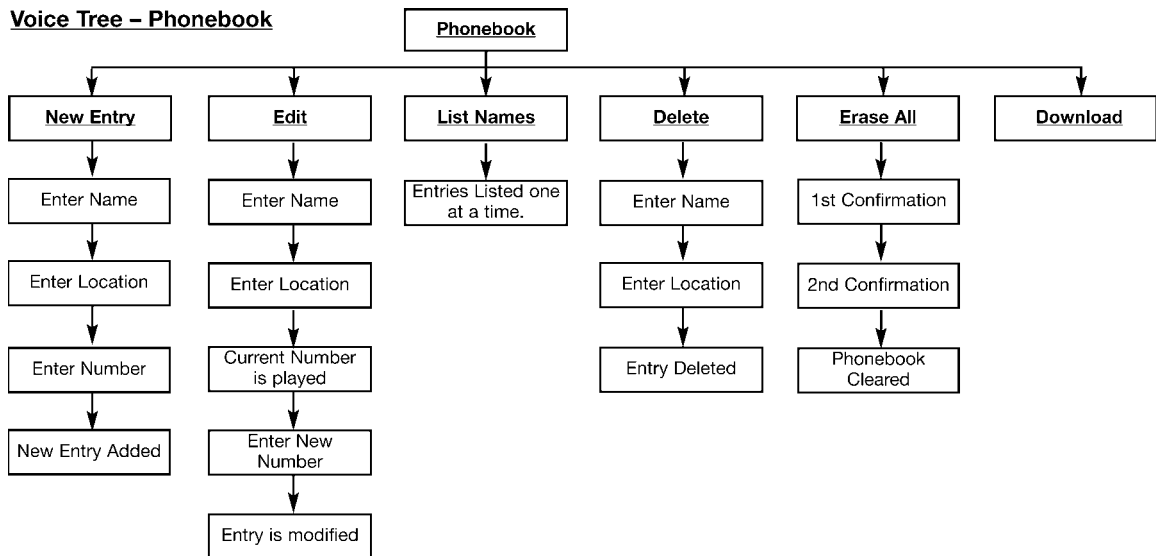 Voice Tree – Phonebook
Phonebook
New Entry
Enter Name
Enter Location
Enter Number
New Entry Added
Edit
Enter Name
Enter Location
Current Number
is played
Enter New
Number
Entry is modified
List Names
Entries Listed one
at a time.
Delete
Enter Name
Enter Location
Entry Deleted
Erase All
1st Confirmation
2nd Confirmation
Phonebook
Cleared
Download